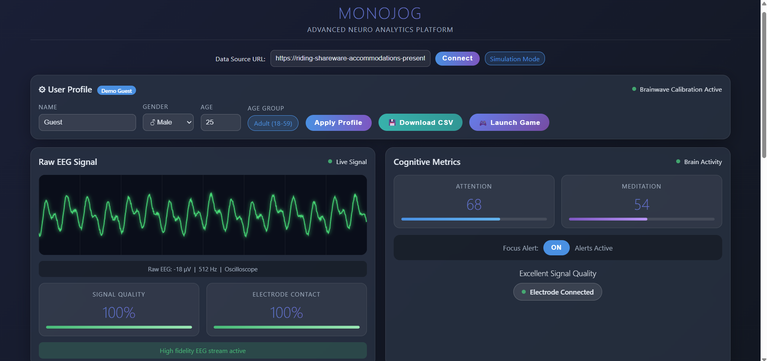 MONOJOG
ADVANCED NEURO ANALYTICS PLATFORM
Data Source URL: https://riding-shareware-accommodations-present Connect Simulation Mode
User Profile Demo Guest Brainwave Calibration Active
NAME GENDER AGE AGE GROUP
Guest Male 25 Adult (18-59) Apply Profile Download CSV Launch Game
Raw EEG Signal Live Signal
Raw EEG: -18 µV | 512 Hz | Oscilloscope
SIGNAL QUALITY ELECTRODE CONTACT
100% 100%
High fidelity EEG stream active
Cognitive Metrics Brain Activity
ATTENTION MEDITATION
68 54
Focus Alert: ON Alerts Active
Excellent Signal Quality
Electrode Connected